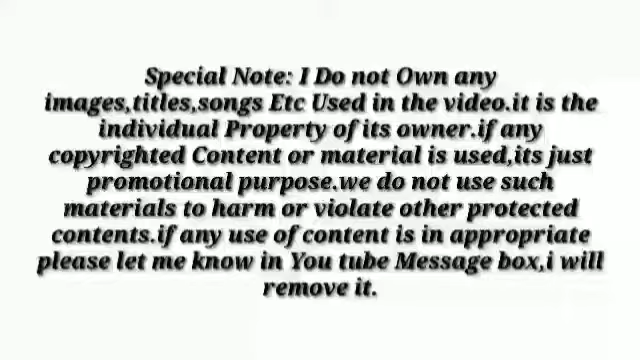 Special Note: I Do not Own any
images,titles,songs Etc Used in the video.it is the
individual Property of its owner.if any
copyrighted Content or material is used,its just
promotional purpose.we do not use such
materials to harm or violate other protected
contents.if any use of content is in appropriate
please let me know in You tube Message box,i will
remove it.